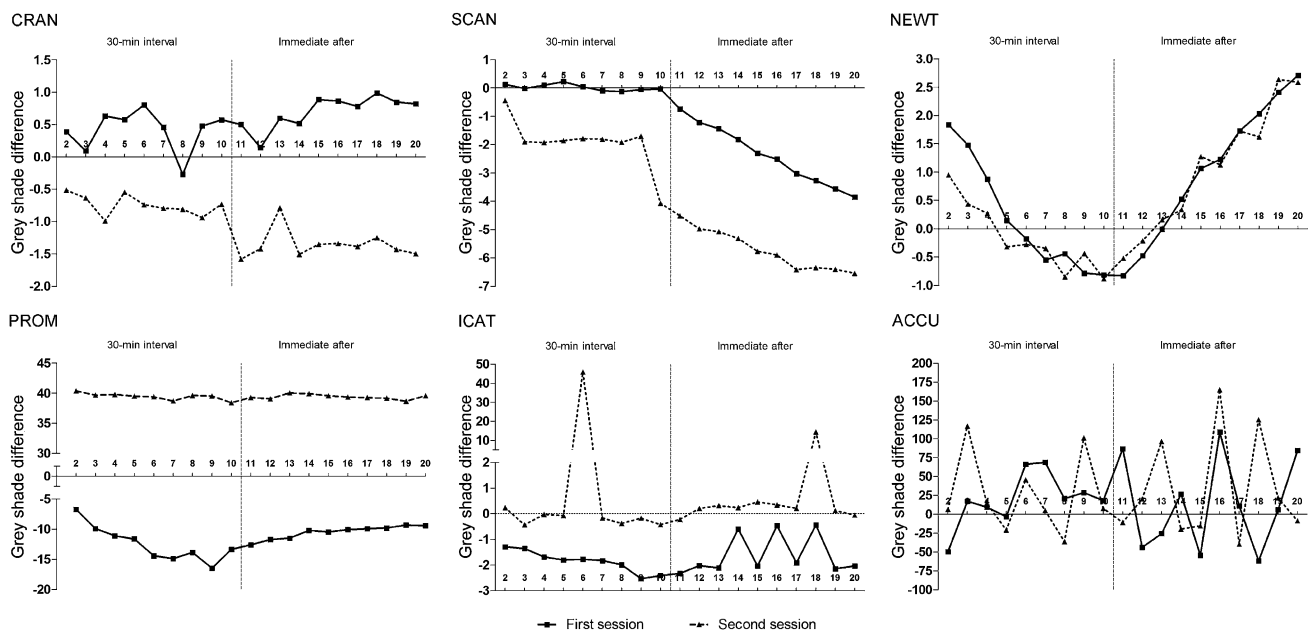 CRAN
30-min interval Immediate after
Grey shade difference
1.5
1.0
0.5
0.0
-0.5
-1.0
-1.5
-2.0
2 3 4 5 6 7 8 9 10 11 12 13 14 15 16 17 18 19 20
SCAN
30-min interval Immediate after
Grey shade difference
1
0
-1
-2
-3
-4
-5
-6
-7
2 3 4 5 6 7 8 9 10 11 12 13 14 15 16 17 18 19 20
NEWT
30-min interval Immediate after
Grey shade difference
3.0
2.5
2.0
1.5
1.0
0.5
0.0
-0.5
-1.0
2 3 4 5 6 7 8 9 10 11 12 13 14 15 16 17 18 19 20
PROM
30-min interval Immediate after
Grey shade difference
45
40
35
30
0
-5
-10
-15
-20
2 3 4 5 6 7 8 9 10 11 12 13 14 15 16 17 18 19 20
ICAT
30-min interval Immediate after
Grey shade difference
50
40
30
20
10
2
1
0
-1
-2
-3
2 3 4 5 6 7 8 9 10 11 12 13 14 15 16 17 18 19 20
ACCU
30-min interval Immediate after
Grey shade difference
200
175
150
125
100
75
50
25
0
-25
-50
-75
-100
2 3 4 5 6 7 8 9 10 11 12 13 14 15 16 17 18 19 20
First session Second session